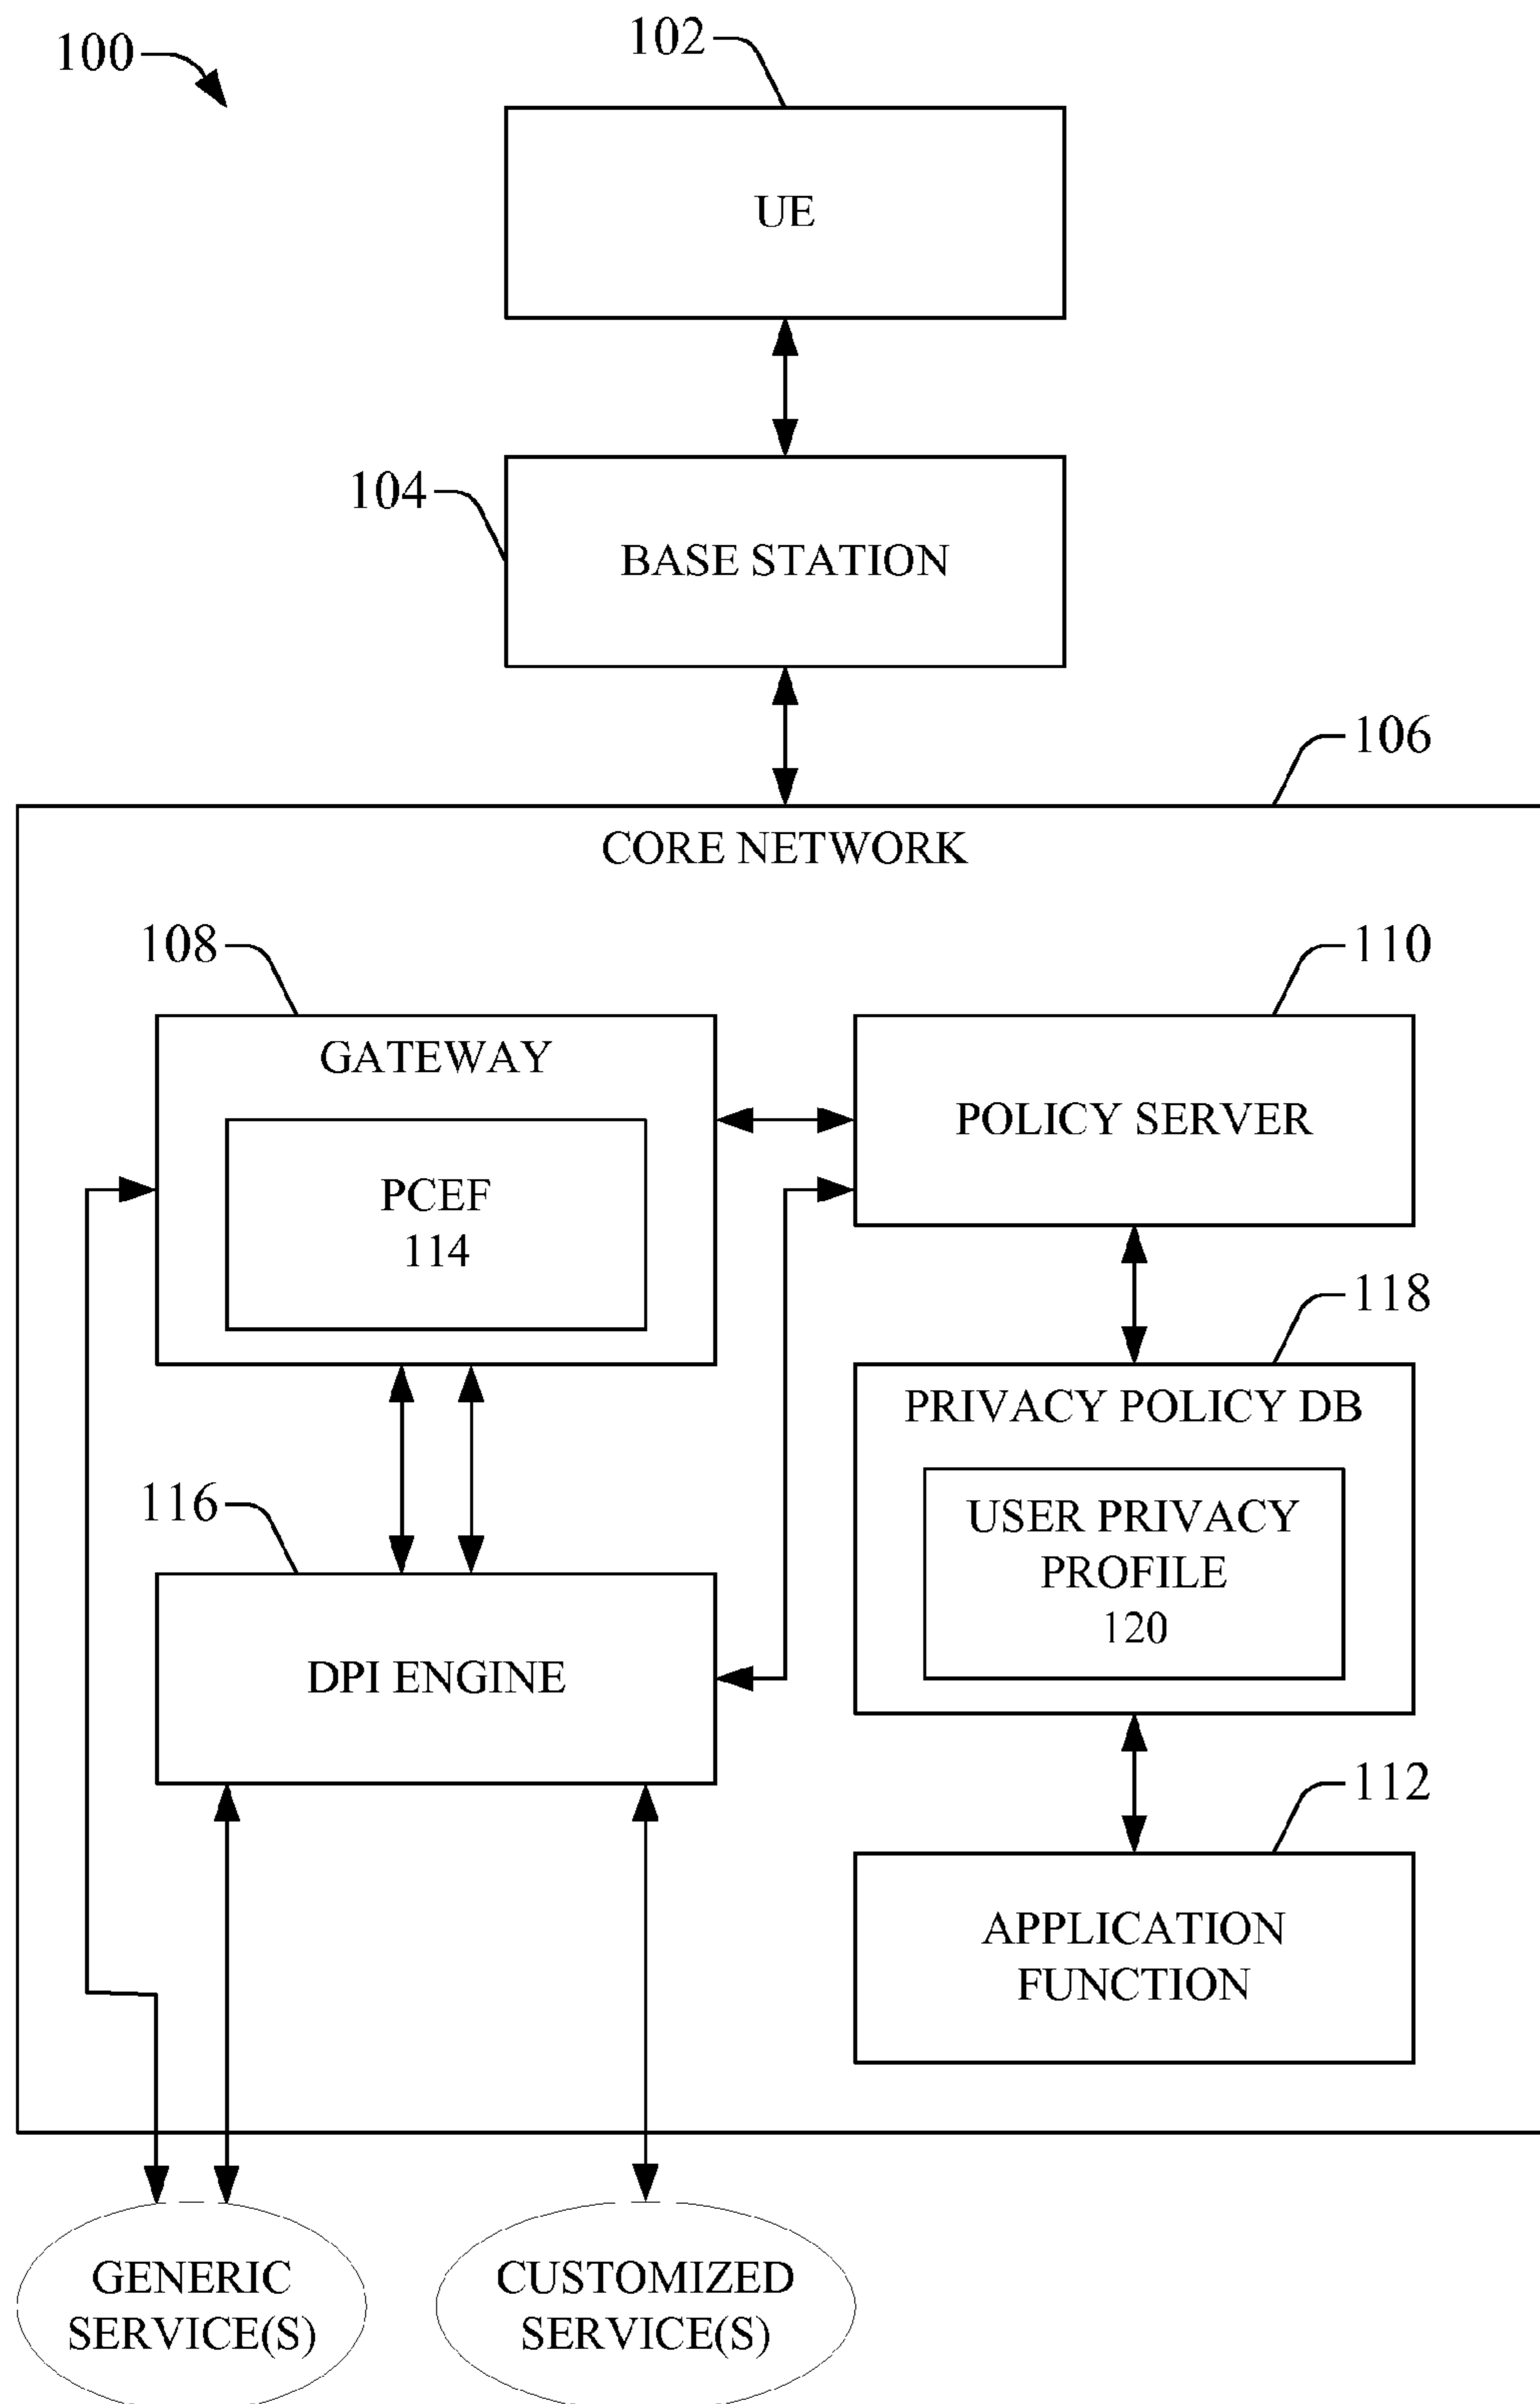 100
102
UE
104
BASE STATION
106
CORE NETWORK
108
110
GATEWAY
POLICY SERVER
PCEF
114
118
PRIVACY POLICY DB
116
USER PRIVACY
PROFILE
120
DPI ENGINE
112
APPLICATION
FUNCTION
GENERIC
SERVICE(S)
CUSTOMIZED
SERVICE(S)